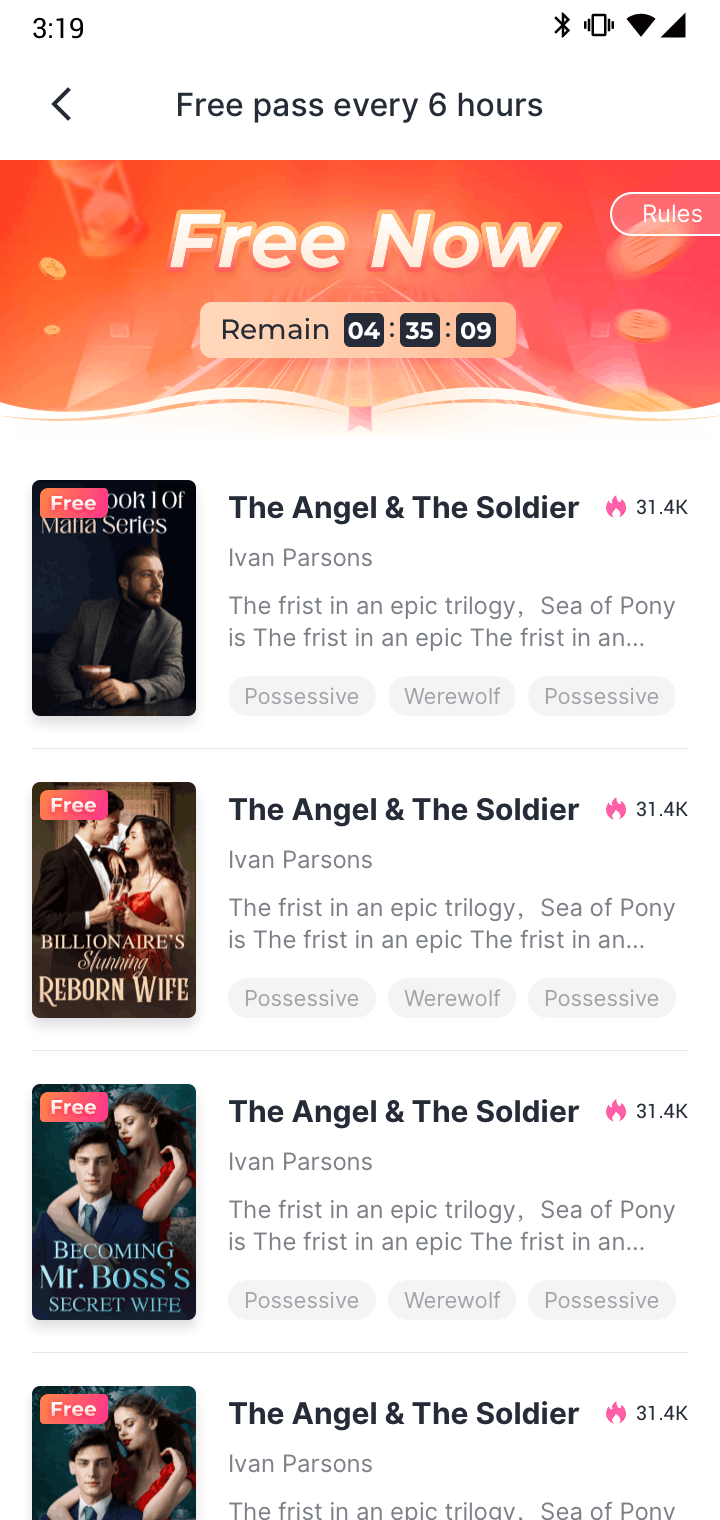 3:19
Free pass every 6 hours
Rules
Free Now
Remain 04 : 35 : 09
Free
ook 1 Of
Mafia Series
The Angel & The Soldier 31.4K
Ivan Parsons
The frist in an epic trilogy，Sea of Pony
is The frist in an epic The frist in an...
Possessive Werewolf Possessive
Free
BILLIONAIRE'S
Stunning
REBORN WIFE
The Angel & The Soldier 31.4K
Ivan Parsons
The frist in an epic trilogy，Sea of Pony
is The frist in an epic The frist in an...
Possessive Werewolf Possessive
Free
BECOMING
MR. BOSS'S
SECRET WIFE
The Angel & The Soldier 31.4K
Ivan Parsons
The frist in an epic trilogy，Sea of Pony
is The frist in an epic The frist in an...
Possessive Werewolf Possessive
Free
The Angel & The Soldier 31.4K
Ivan Parsons
The frist in an epic trilogy，Sea of Pony